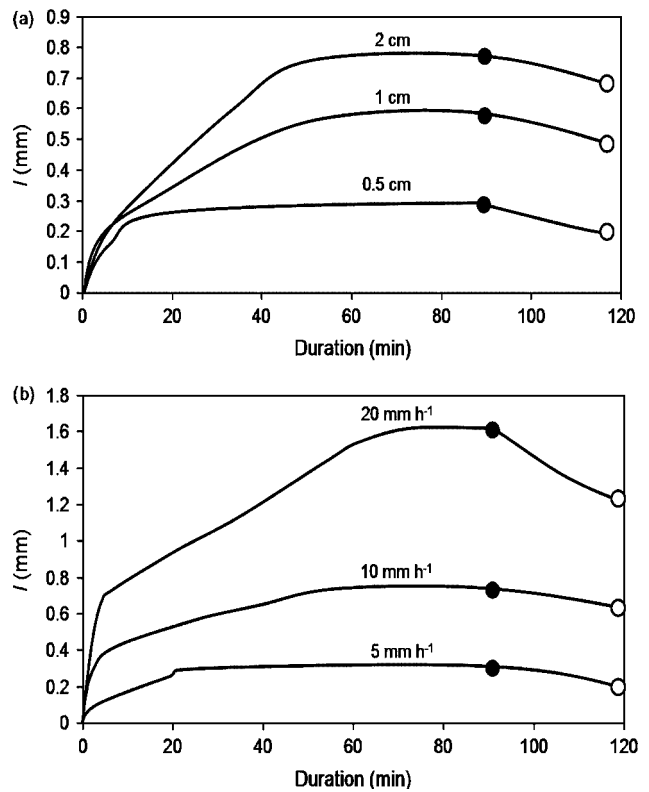 (a)
0.9
0.8
0.7
0.6
0.5
0.4
0.3
0.2
0.1
0
I (mm)
2 cm
1 cm
0.5 cm
0 20 40 60 80 100 120
Duration (min)
(b)
1.8
1.6
1.4
1.2
1
0.8
0.6
0.4
0.2
0
I (mm)
20 mm h⁻¹
10 mm h⁻¹
5 mm h⁻¹
0 20 40 60 80 100 120
Duration (min)